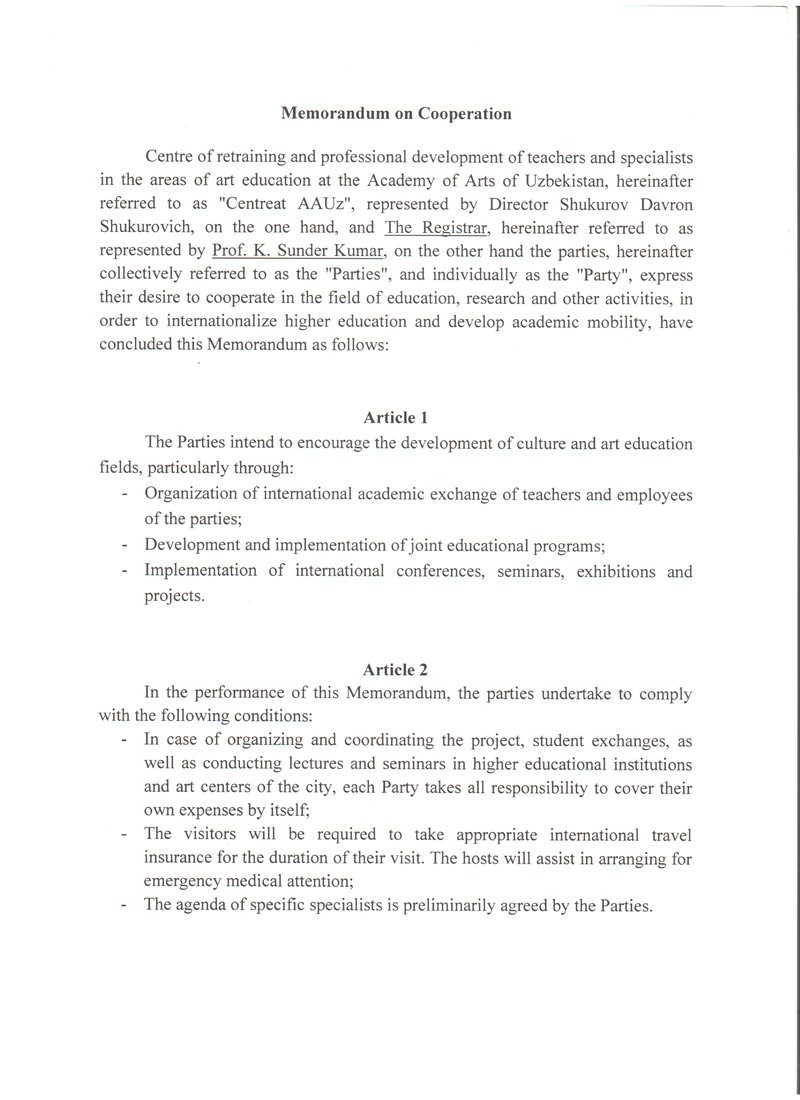 Memorandum on Cooperation
Centre of retraining and professional development of teachers and specialists
in the areas of art education at the Academy of Arts of Uzbekistan, hereinafter
referred to as "Centreat AAUz", represented by Director Shukurov Davron
Shukurovich, on the one hand, and The Registrar, hereinafter referred to as
represented by Prof. K. Sunder Kumar, on the other hand the parties, hereinafter
collectively referred to as the "Parties", and individually as the "Party", express
their desire to cooperate in the field of education, research and other activities, in
order to internationalize higher education and develop academic mobility, have
concluded this Memorandum as follows:
Article 1
The Parties intend to encourage the development of culture and art education
fields, particularly through:
- Organization of international academic exchange of teachers and employees
of the parties;
- Development and implementation of joint educational programs;
- Implementation of international conferences, seminars, exhibitions and
projects.
Article 2
In the performance of this Memorandum, the parties undertake to comply
with the following conditions:
- In case of organizing and coordinating the project, student exchanges, as
well as conducting lectures and seminars in higher educational institutions
and art centers of the city, each Party takes all responsibility to cover their
own expenses by itself;
- The visitors will be required to take appropriate international travel
insurance for the duration of their visit. The hosts will assist in arranging for
emergency medical attention;
- The agenda of specific specialists is preliminarily agreed by the Parties.